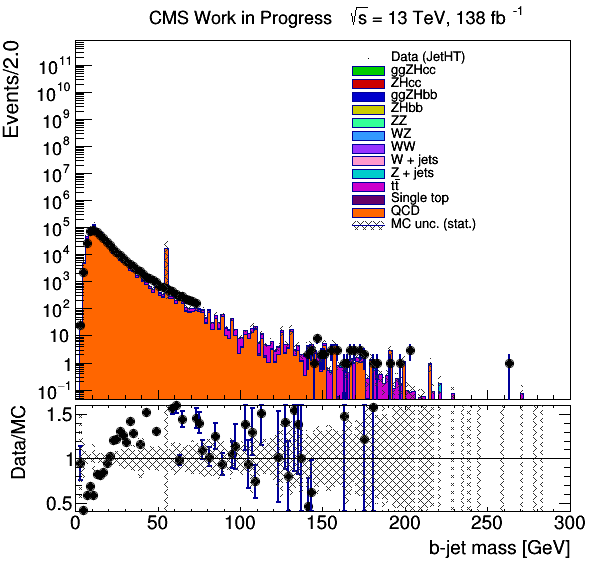 CMS Work in Progress √s = 13 TeV, 138 fb⁻¹
Events/2.0
10¹¹
10¹⁰
10⁹
10⁸
10⁷
10⁶
10⁵
10⁴
10³
10²
10
1
10⁻¹
Data (JetHT)
ggZHcc
ZHcc
ggZHbb
ZHbb
ZZ
WZ
WW
W + jets
Z + jets
tt̄
Single top
QCD
MC unc. (stat.)
Data/MC
1.5
1
0.5
0 50 100 150 200 250 300
b-jet mass [GeV]